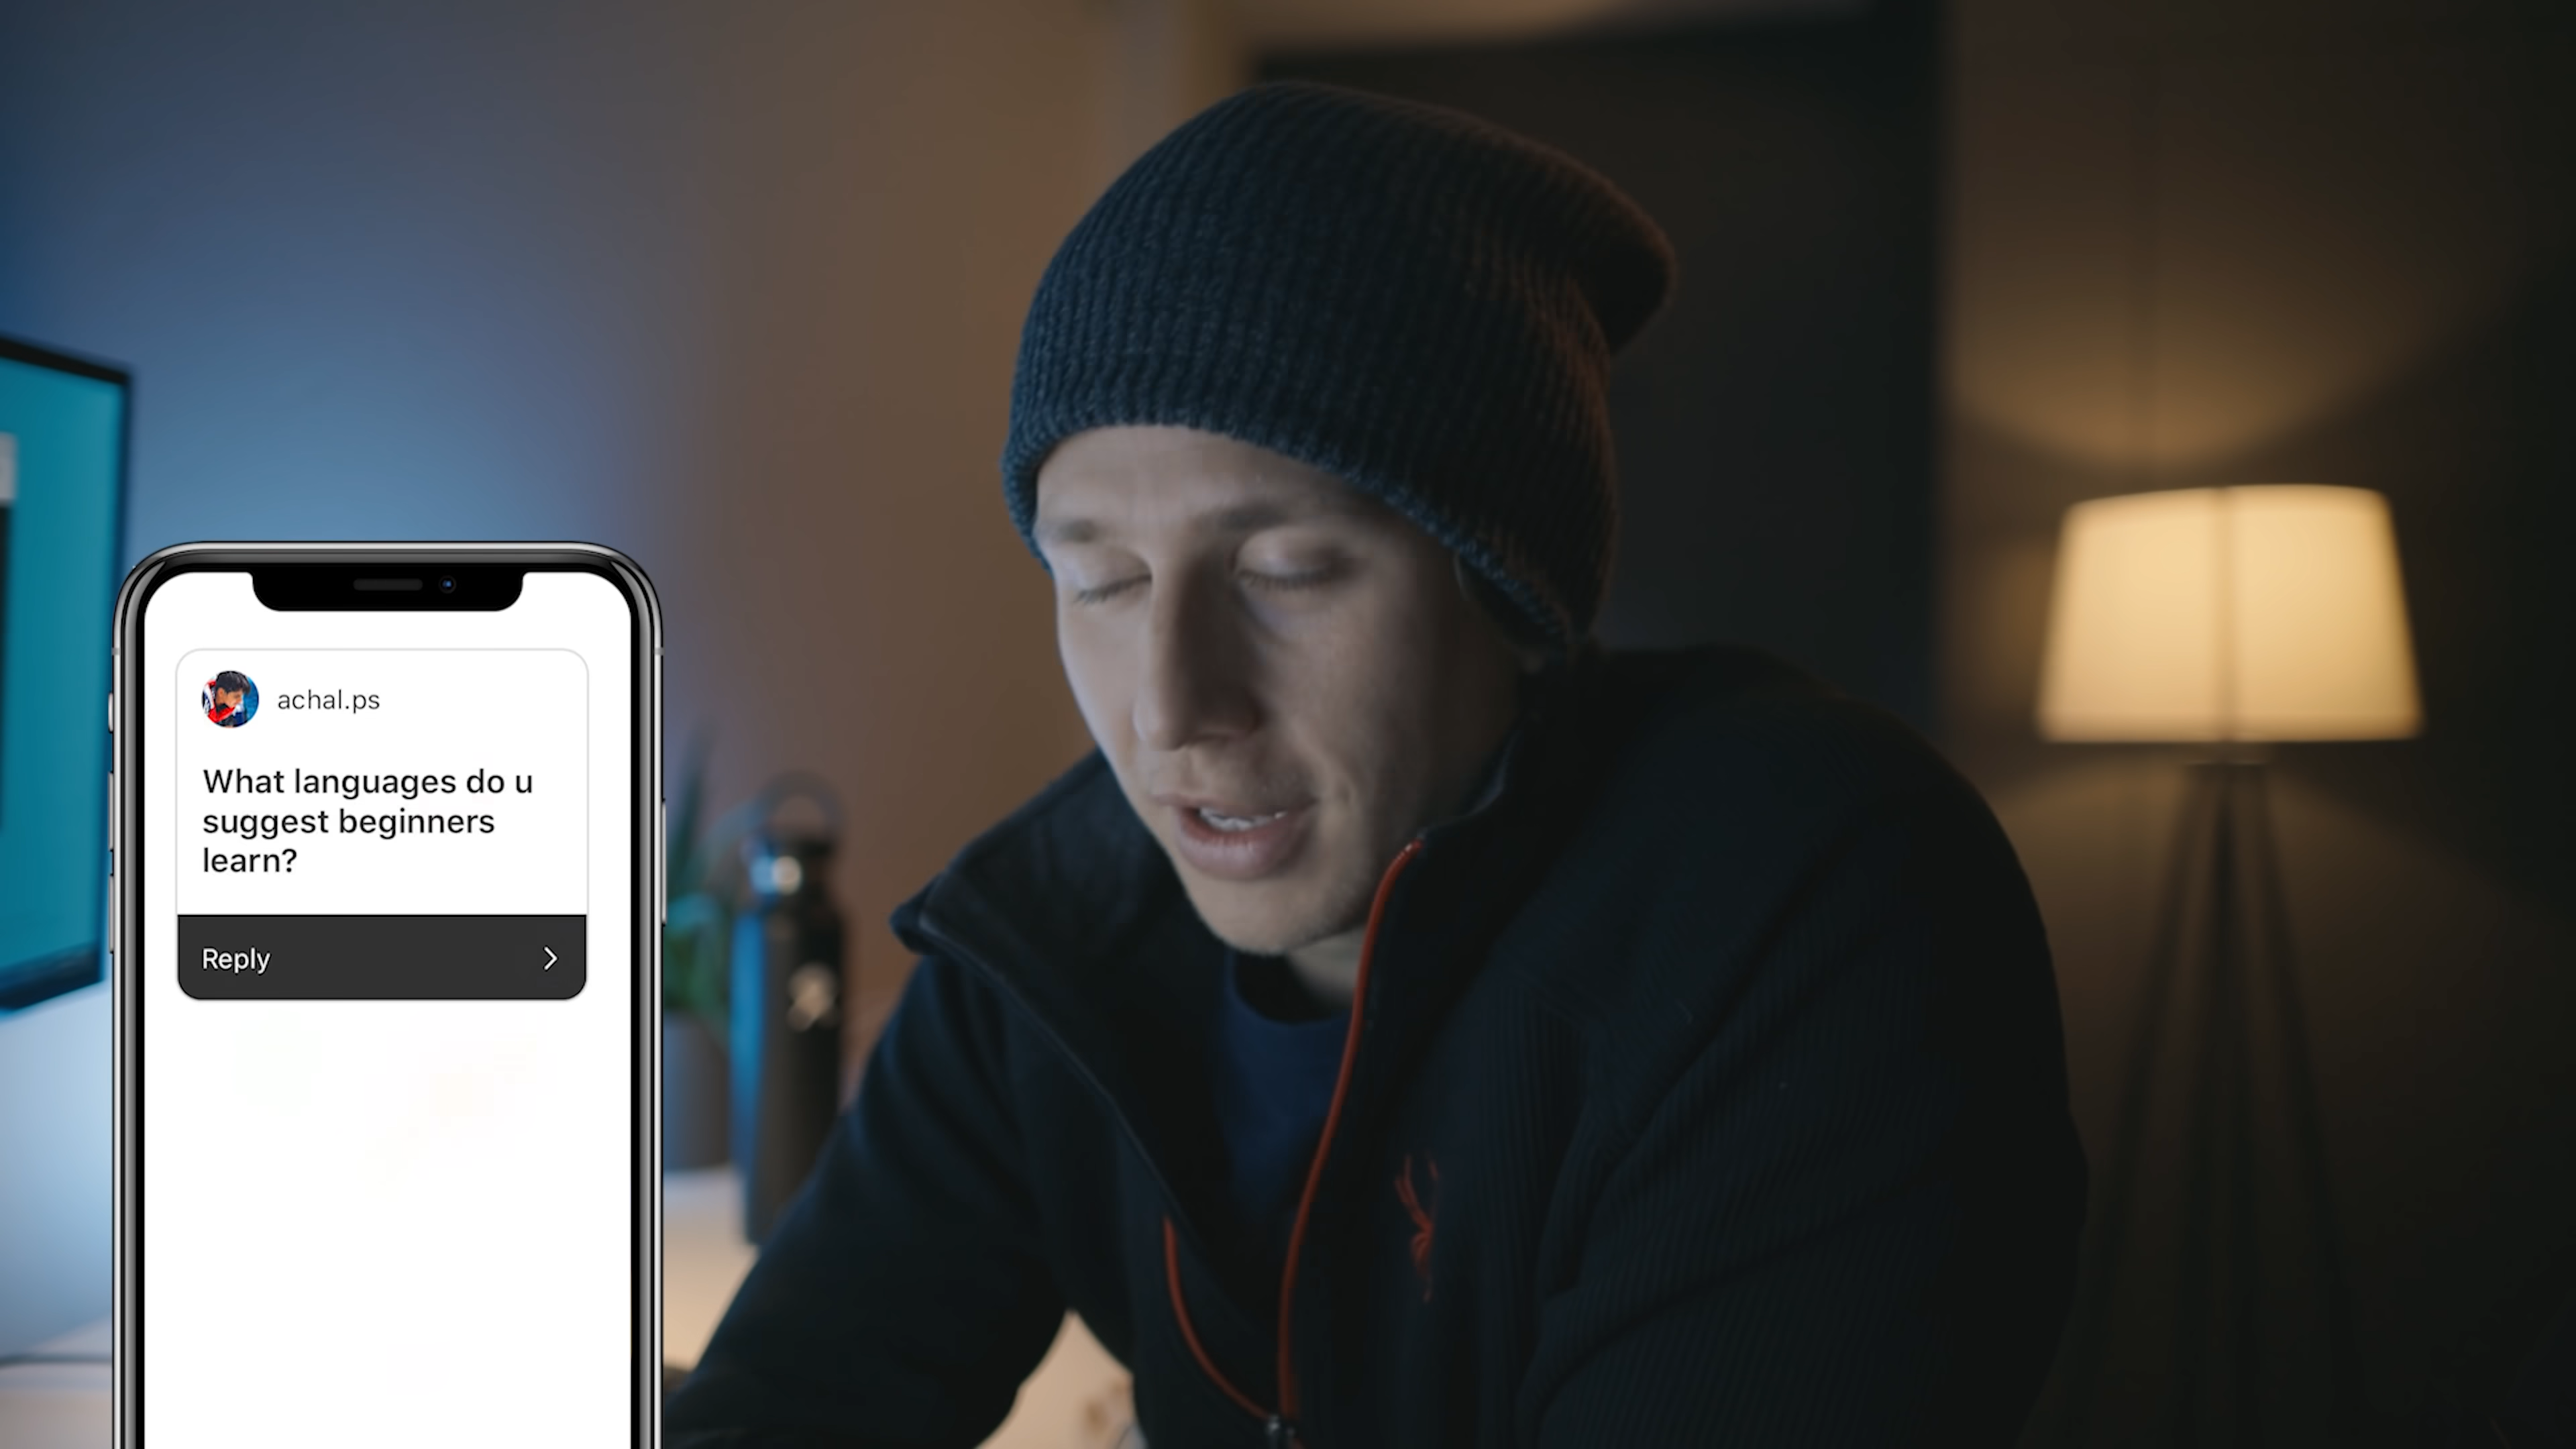 achal.ps
What languages do u
suggest beginners
learn?
Reply